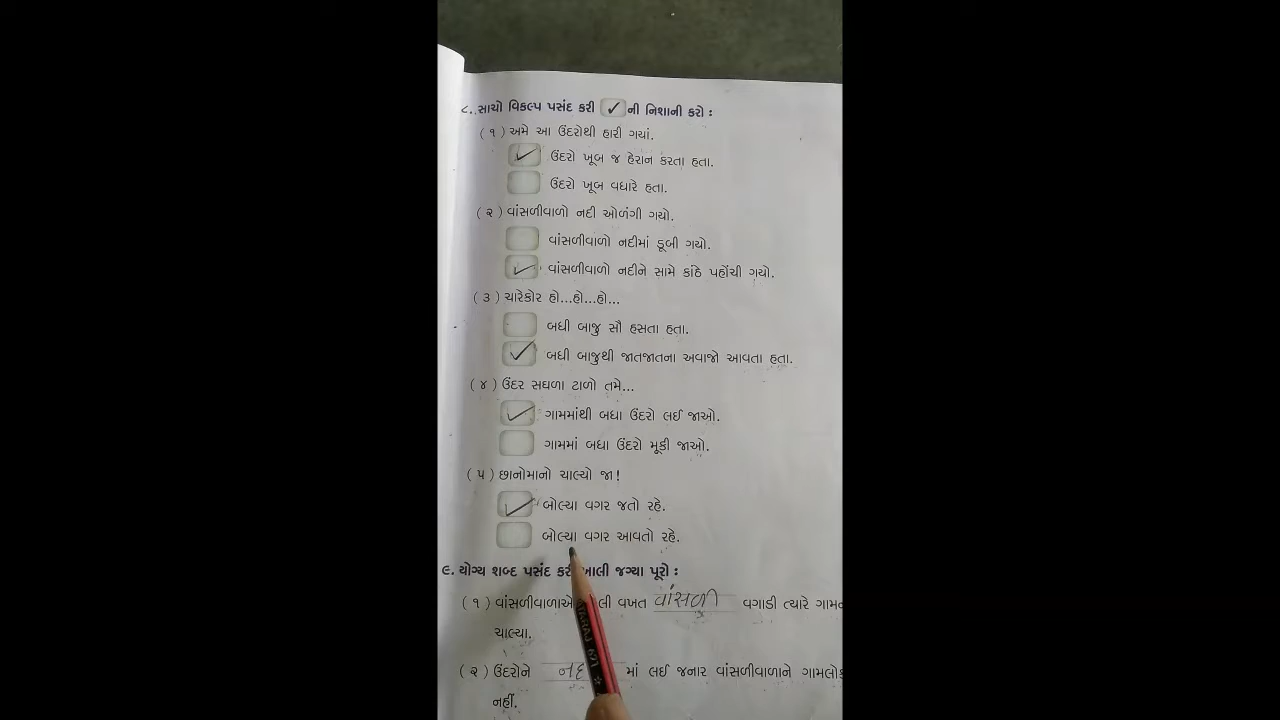 ૮. સાચો વિકલ્પ પસંદ કરી ✓ ની નિશાની કરો :
(૧) અમે આ ઉંદરોથી હારી ગયાં.
✓ ઉંદરો ખૂબ જ હેરાન કરતા હતા.
ઉંદરો ખૂબ વધારે હતા.
(૨) વાંસળીવાળો નદી ઓળંગી ગયો.
વાંસળીવાળો નદીમાં ડૂબી ગયો.
✓ વાંસળીવાળો નદીને સામે કાંઠે પહોંચી ગયો.
(૩) ચારેકોર હો...હો...હો...
બધી બાજુ સૌ હસતા હતા.
✓ બધી બાજુથી જાતજાતના અવાજો આવતા હતા.
(૪) ઉંદર સઘળા ટાળો તમે...
✓ ગામમાંથી બધા ઉંદરો લઈ જાઓ.
ગામમાં બધા ઉંદરો મૂકી જાઓ.
(૫) છાનોમાનો ચાલ્યો જા!
✓ બોલ્યા વગર જતો રહે.
બોલ્યા વગર આવતો રહે.
૯. યોગ્ય શબ્દ પસંદ કરી ખાલી જગ્યા પૂરો :
(૧) વાંસળીવાળાએ વખત વાંસળી વગાડી ત્યારે
ચાલ્યા.
(૨) ઉંદરોને માં લઈ જનાર વાંસળીવાળાને
નહીં.